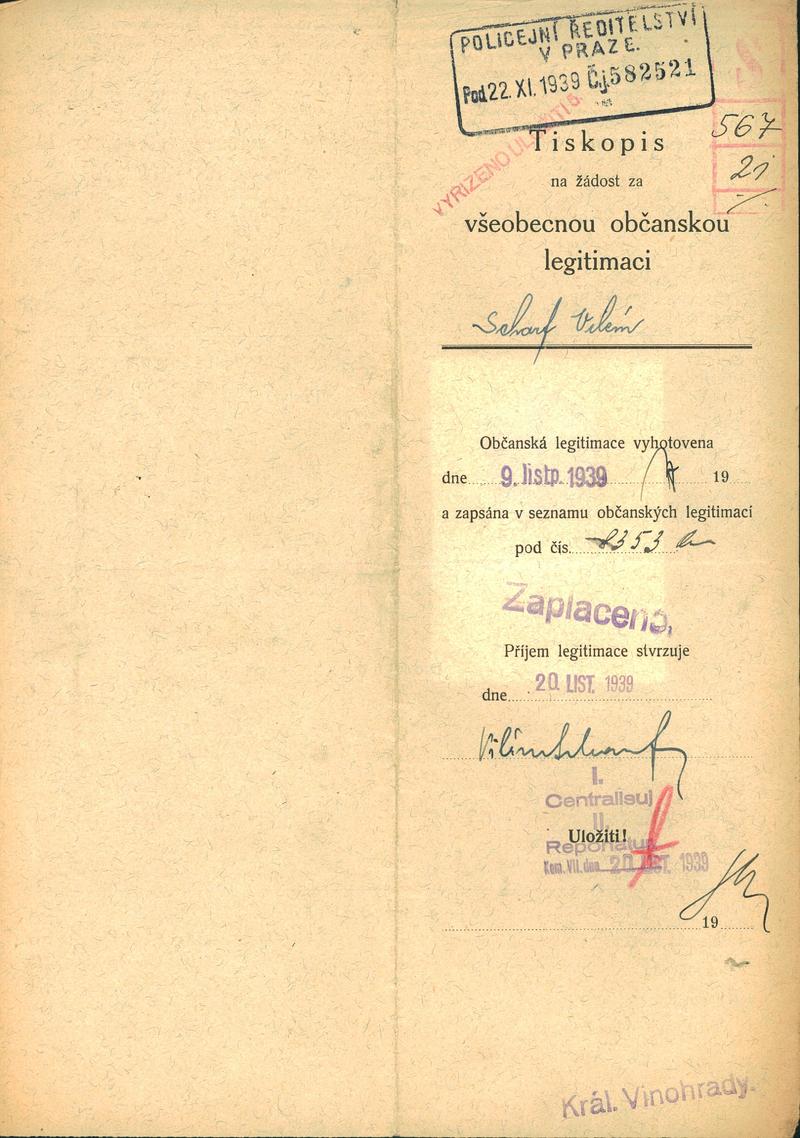 POLICEJNÍ ŘEDITELSTVÍ
V PRAZE.
Pod 22. XI. 1939 Čj. 582521
VYŘÍZENO
567
Tiskopis
na žádost za
všeobecnou občanskou
legitimaci
Scharf Vilém
Občanská legitimace vyhotovena
dne 9. listp. 1939 19
a zapsána v seznamu občanských legitimací
pod čís. 2353
Zaplaceno,
Příjem legitimace stvrzuje
dne 20. LIST. 1939
Vilém Scharf
I.
Centralisuj
II.
Uložiti!
Reponatur
Kom. VII. dne 20. LIST. 1939
19
Král. Vinohrady.